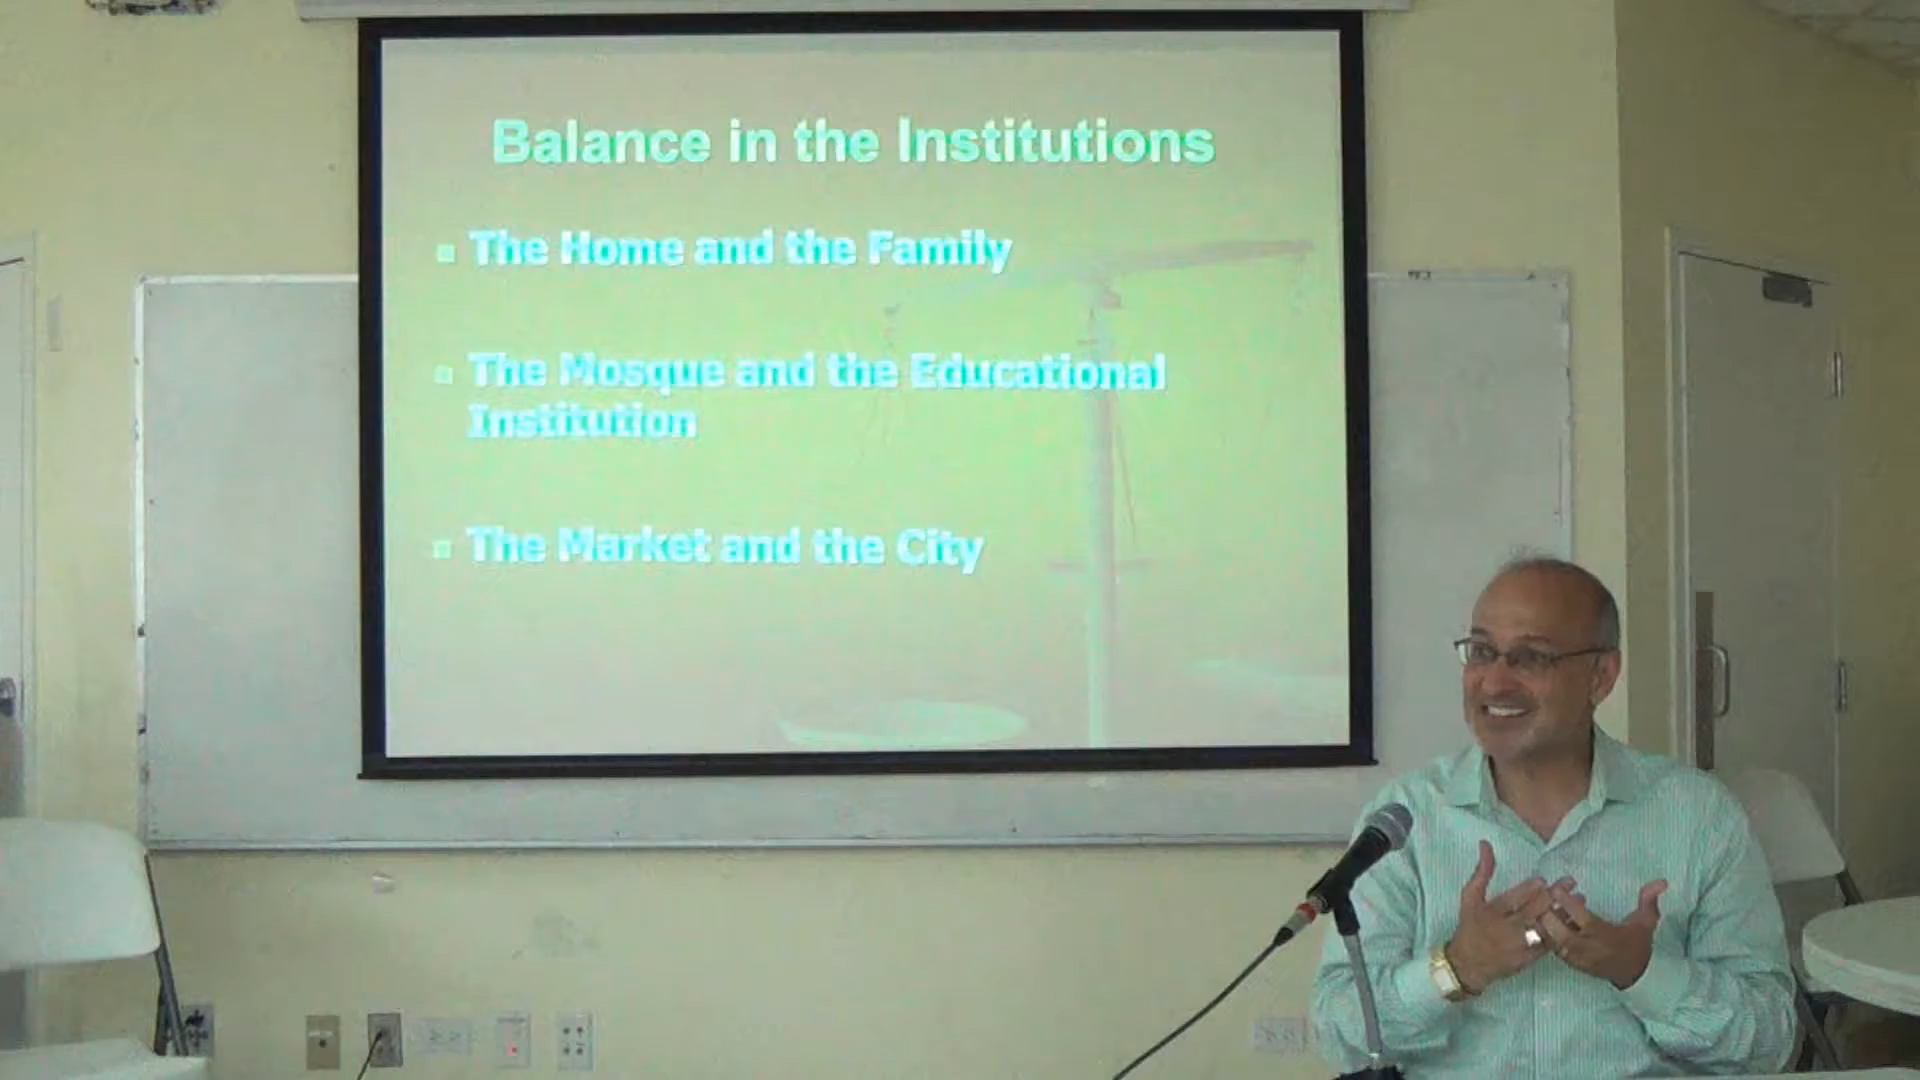 Balance in the Institutions
The Home and the Family
The Mosque and the Educational
Institution
The Market and the City